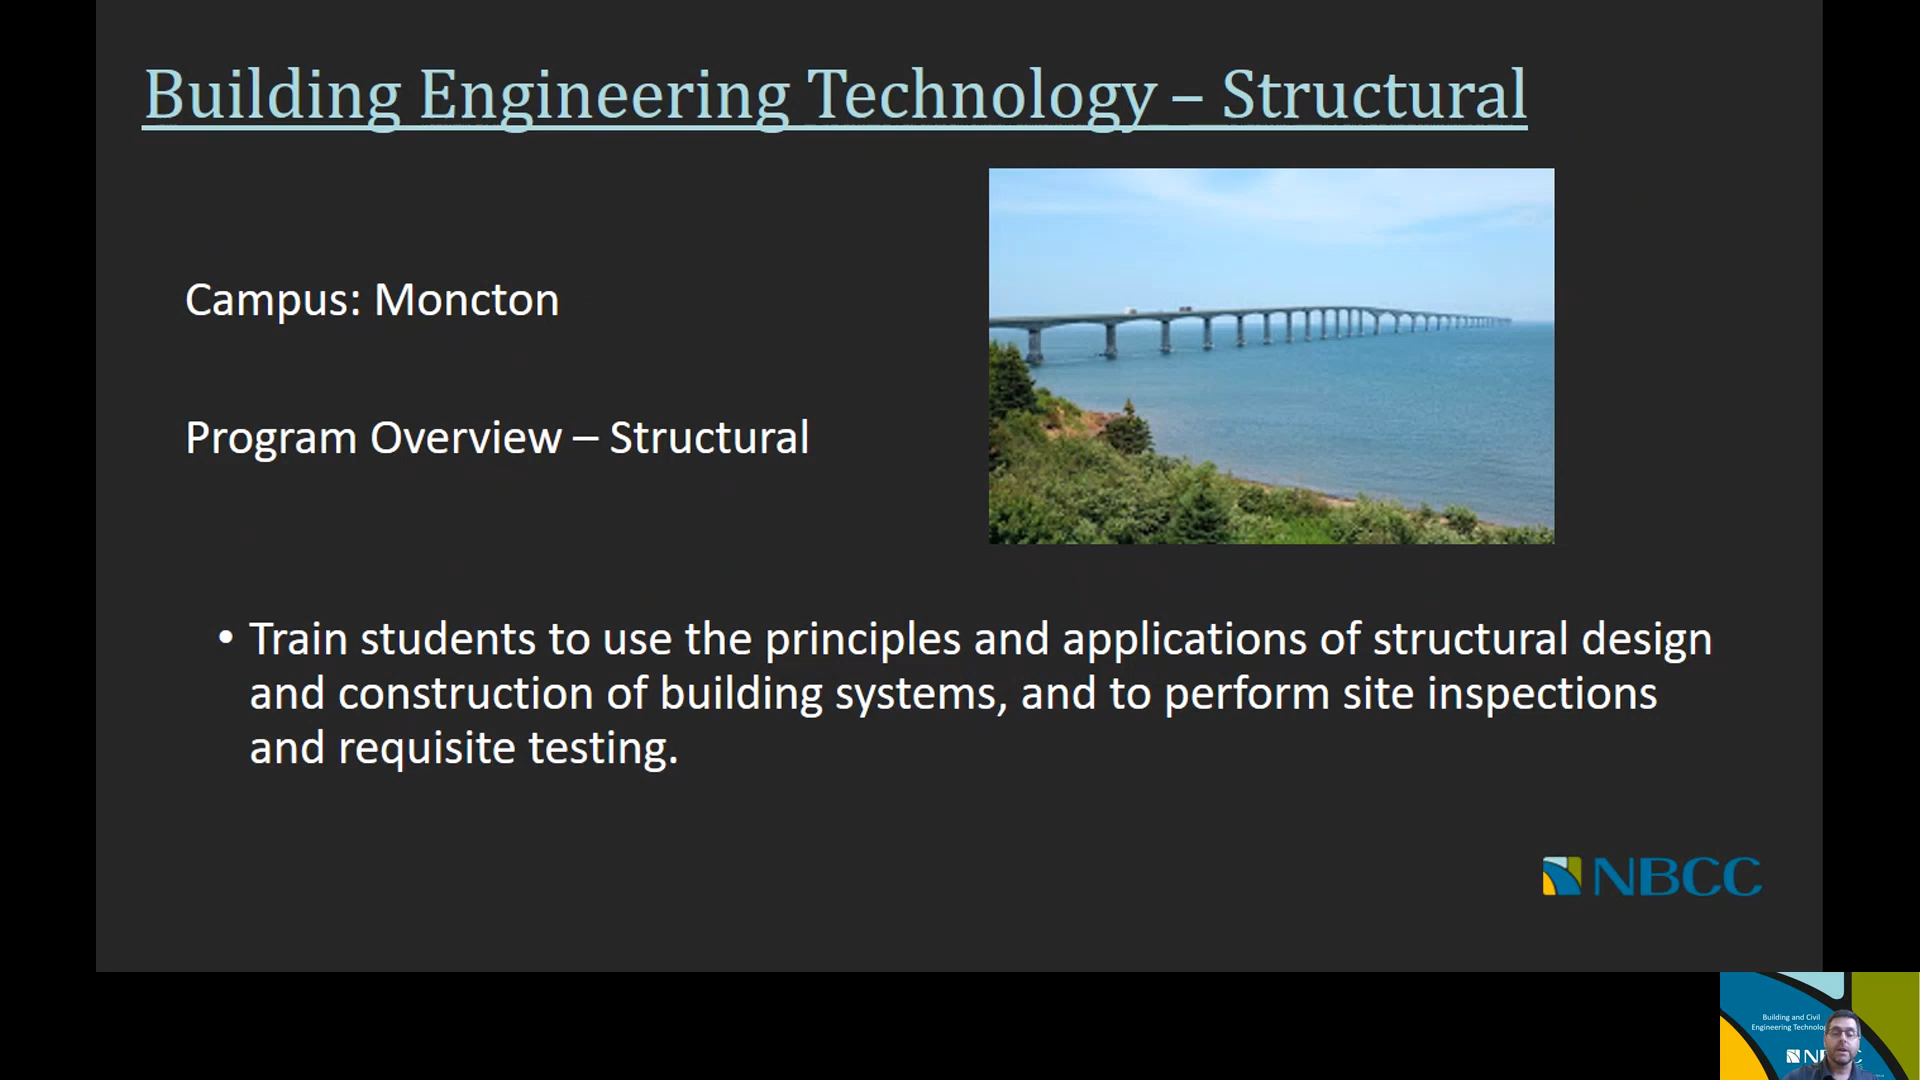 Building Engineering Technology – Structural
Campus: Moncton
Program Overview – Structural
• Train students to use the principles and applications of structural design
and construction of building systems, and to perform site inspections
and requisite testing.
NBCC
Building and Civil
Engineering